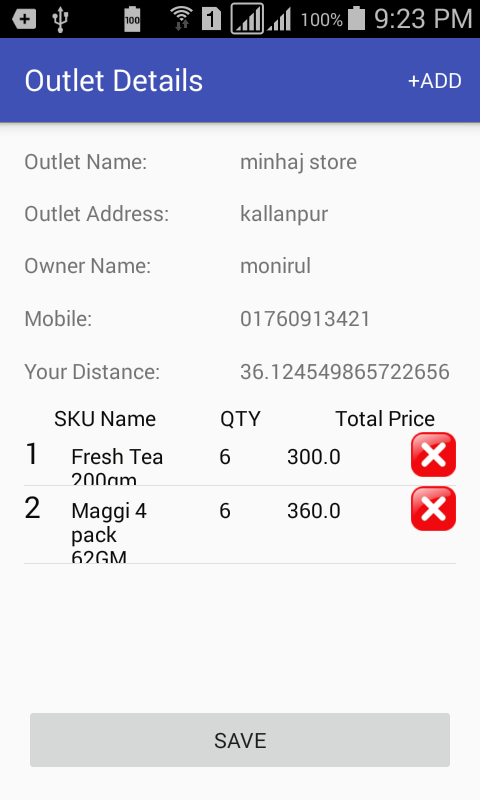 100 1 100% 9:23 PM
Outlet Details +ADD
Outlet Name: minhaj store
Outlet Address: kallanpur
Owner Name: monirul
Mobile: 01760913421
Your Distance: 36.124549865722656
SKU Name QTY Total Price
1 Fresh Tea 6 300.0
200gm
2 Maggi 4 6 360.0
pack
62GM
SAVE